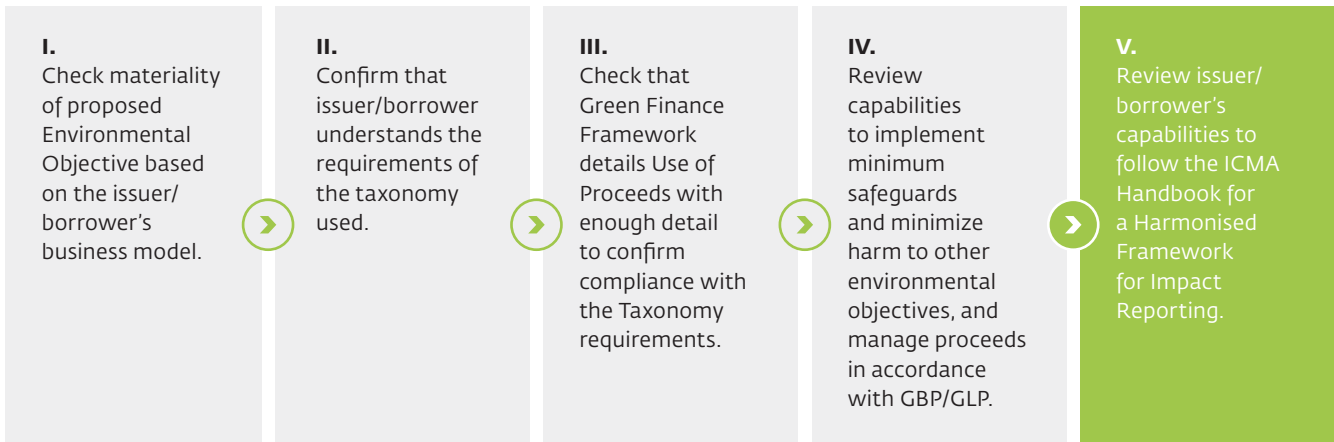 I.
Check materiality
of proposed
Environmental
Objective based
on the issuer/
borrower’s
business model.
II.
Confirm that
issuer/borrower
understands the
requirements of
the taxonomy
used.
III.
Check that
Green Finance
Framework
details Use of
Proceeds with
enough detail
to confirm
compliance with
the Taxonomy
requirements.
IV.
Review
capabilities
to implement
minimum
safeguards
and minimize
harm to other
environmental
objectives, and
manage proceeds
in accordance
with GBP/GLP.
V.
Review issuer/
borrower’s
capabilities to
follow the ICMA
Handbook for
a Harmonised
Framework
for Impact
Reporting.